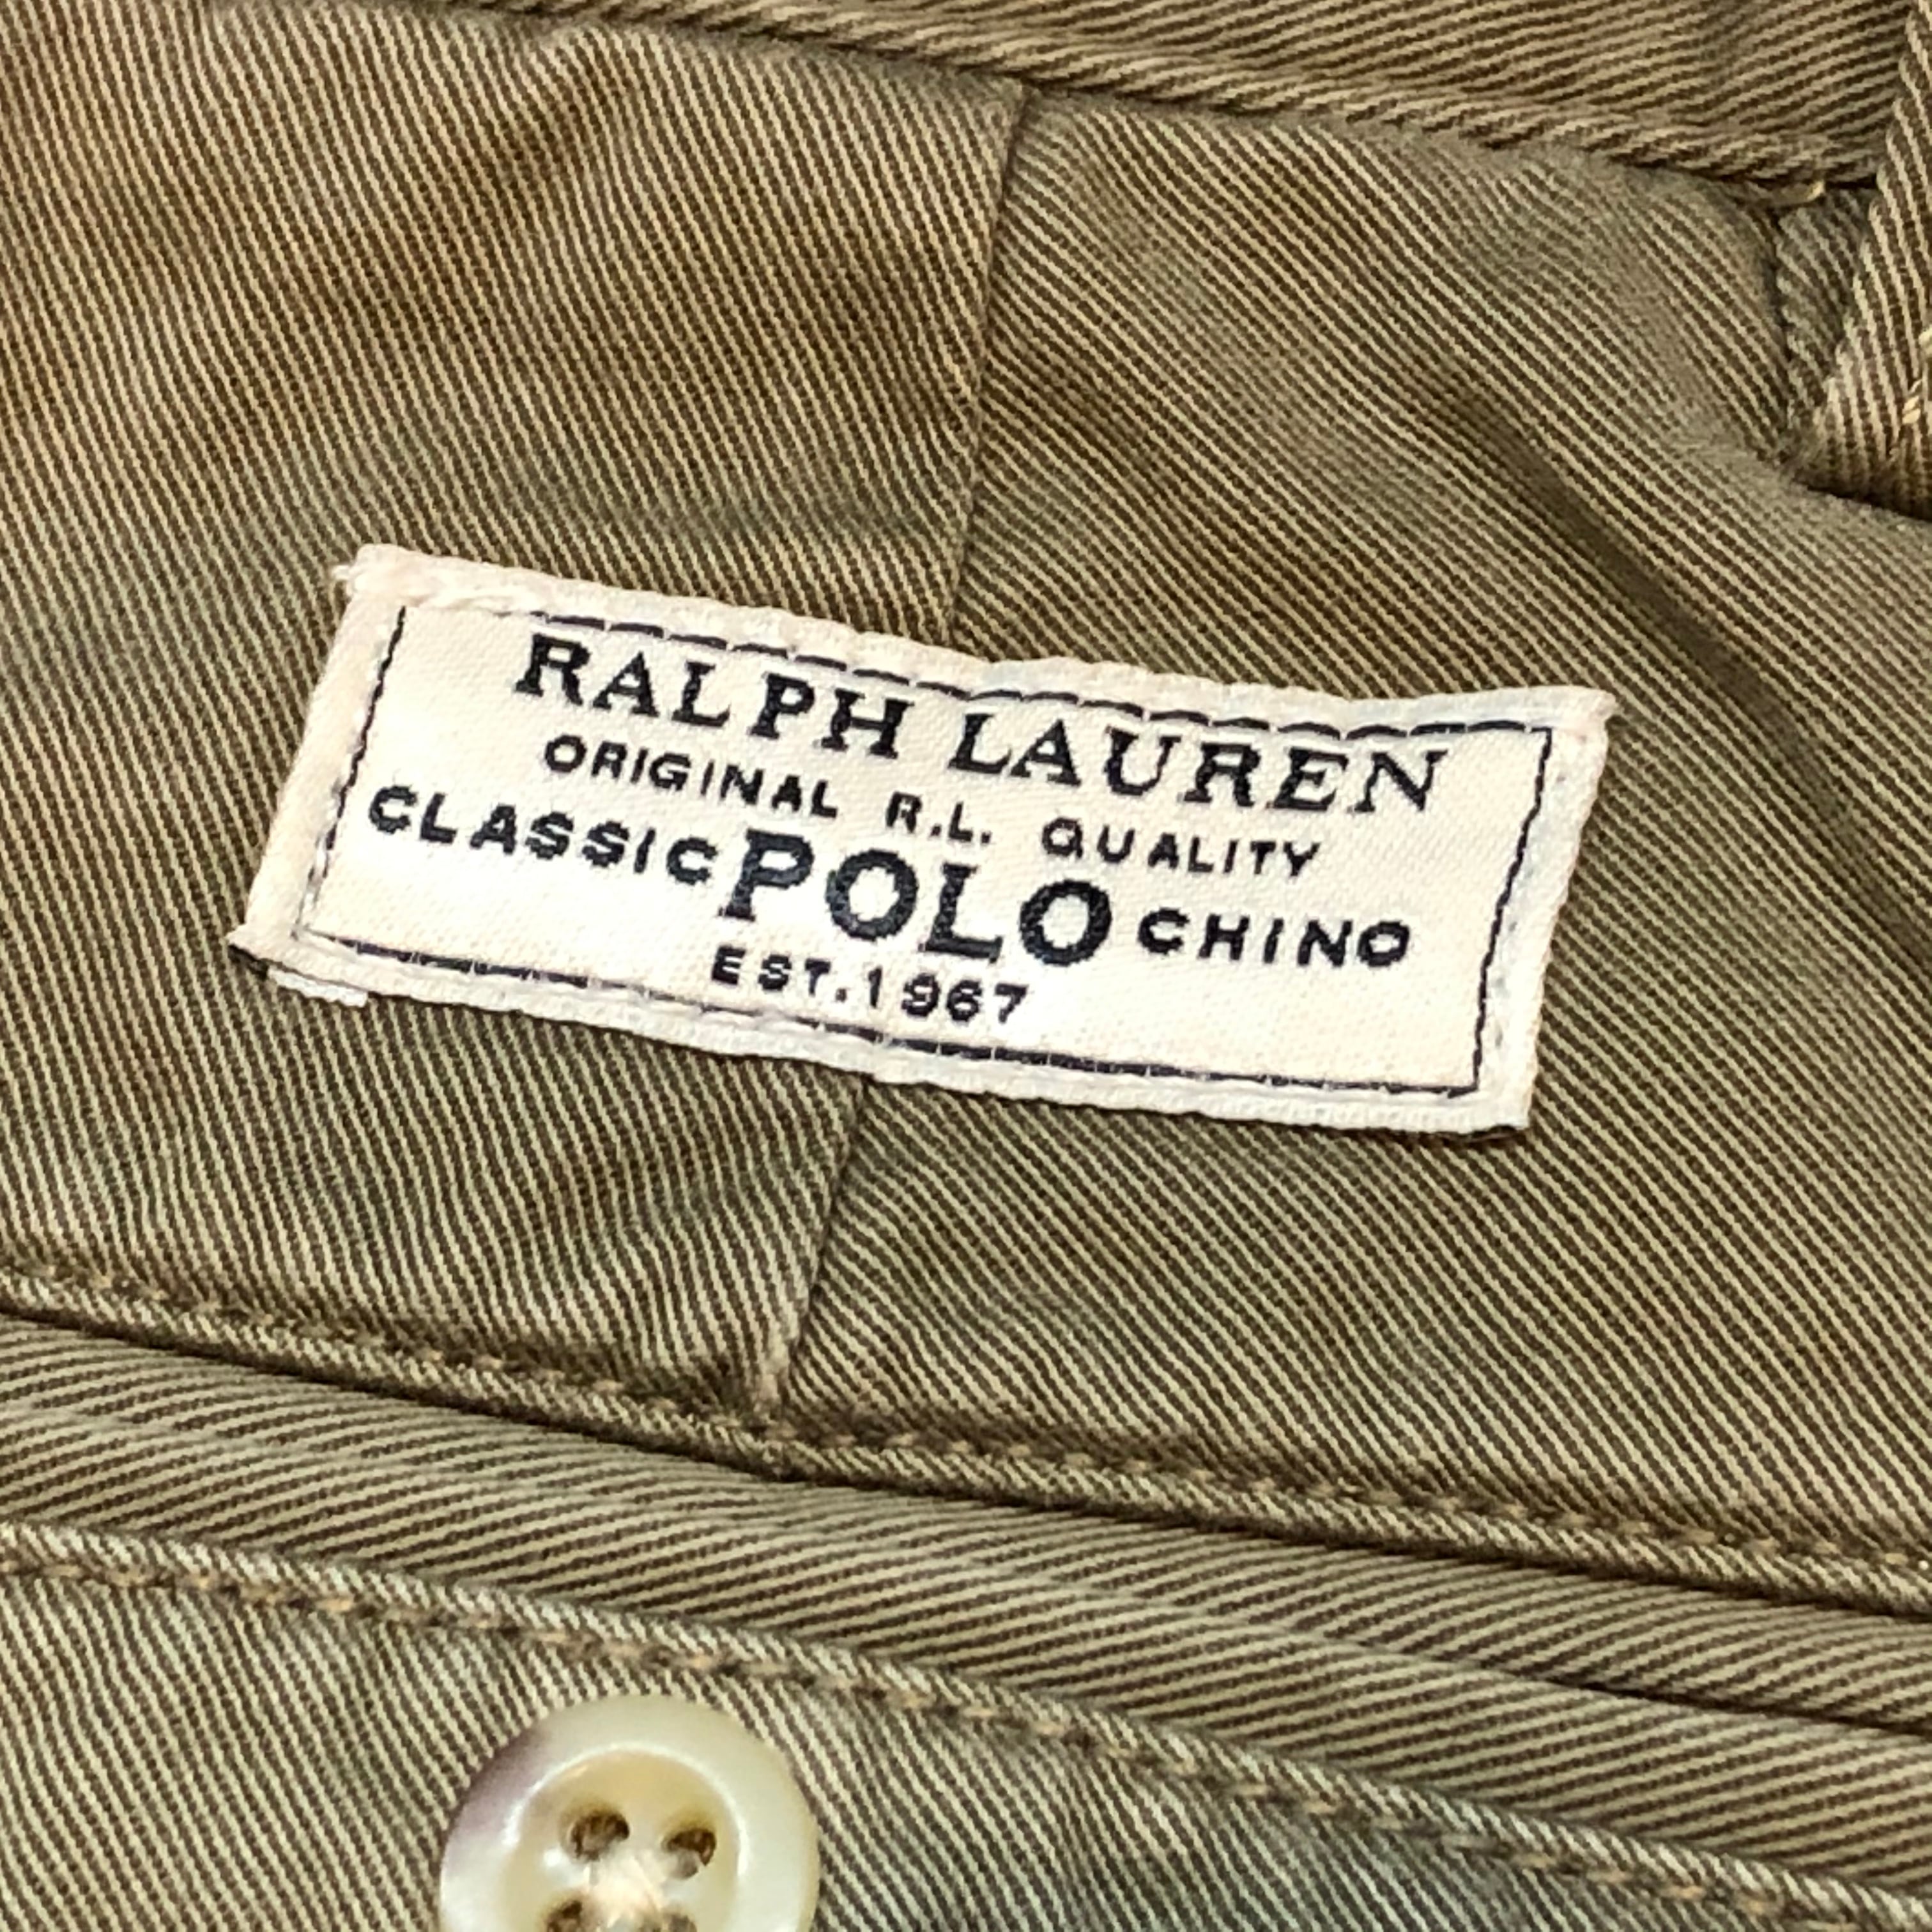 RALPH LAUREN
ORIGINAL R.L. QUALITY
CLASSIC POLO CHINO
EST.1967